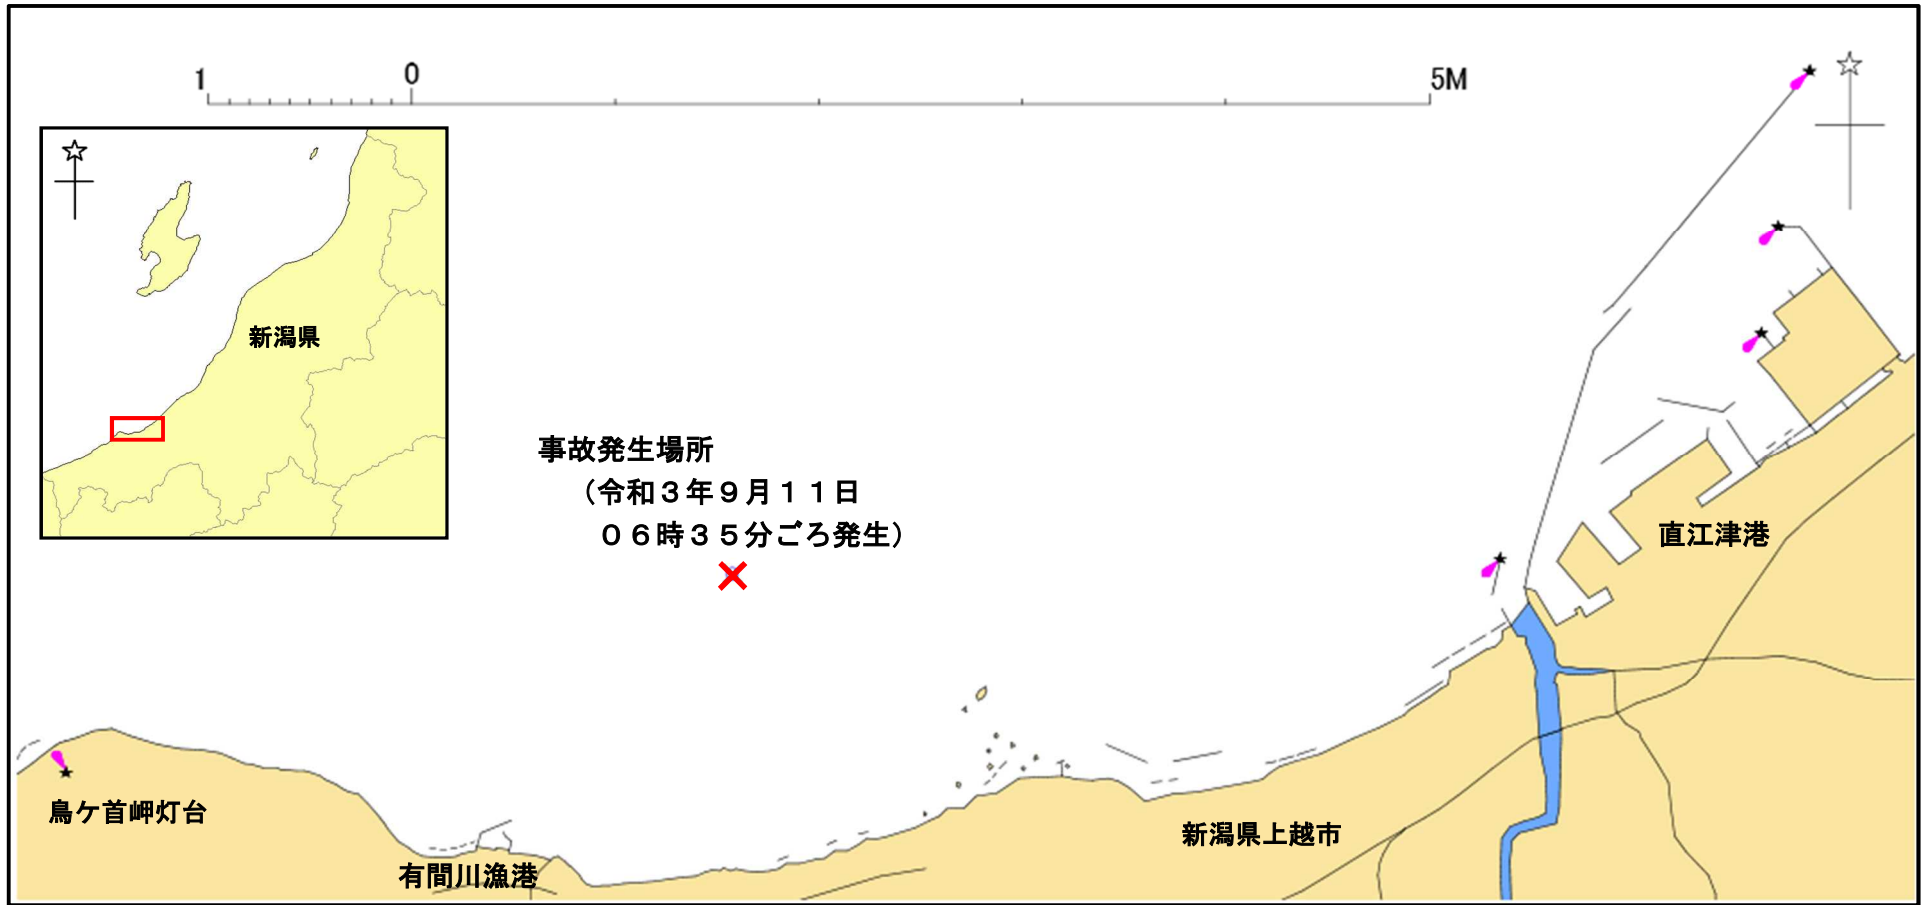 1 0 5M
新潟県
事故発生場所
（令和３年９月１１日
０６時３５分ごろ発生）
直江津港
鳥ケ首岬灯台
新潟県上越市
有間川漁港